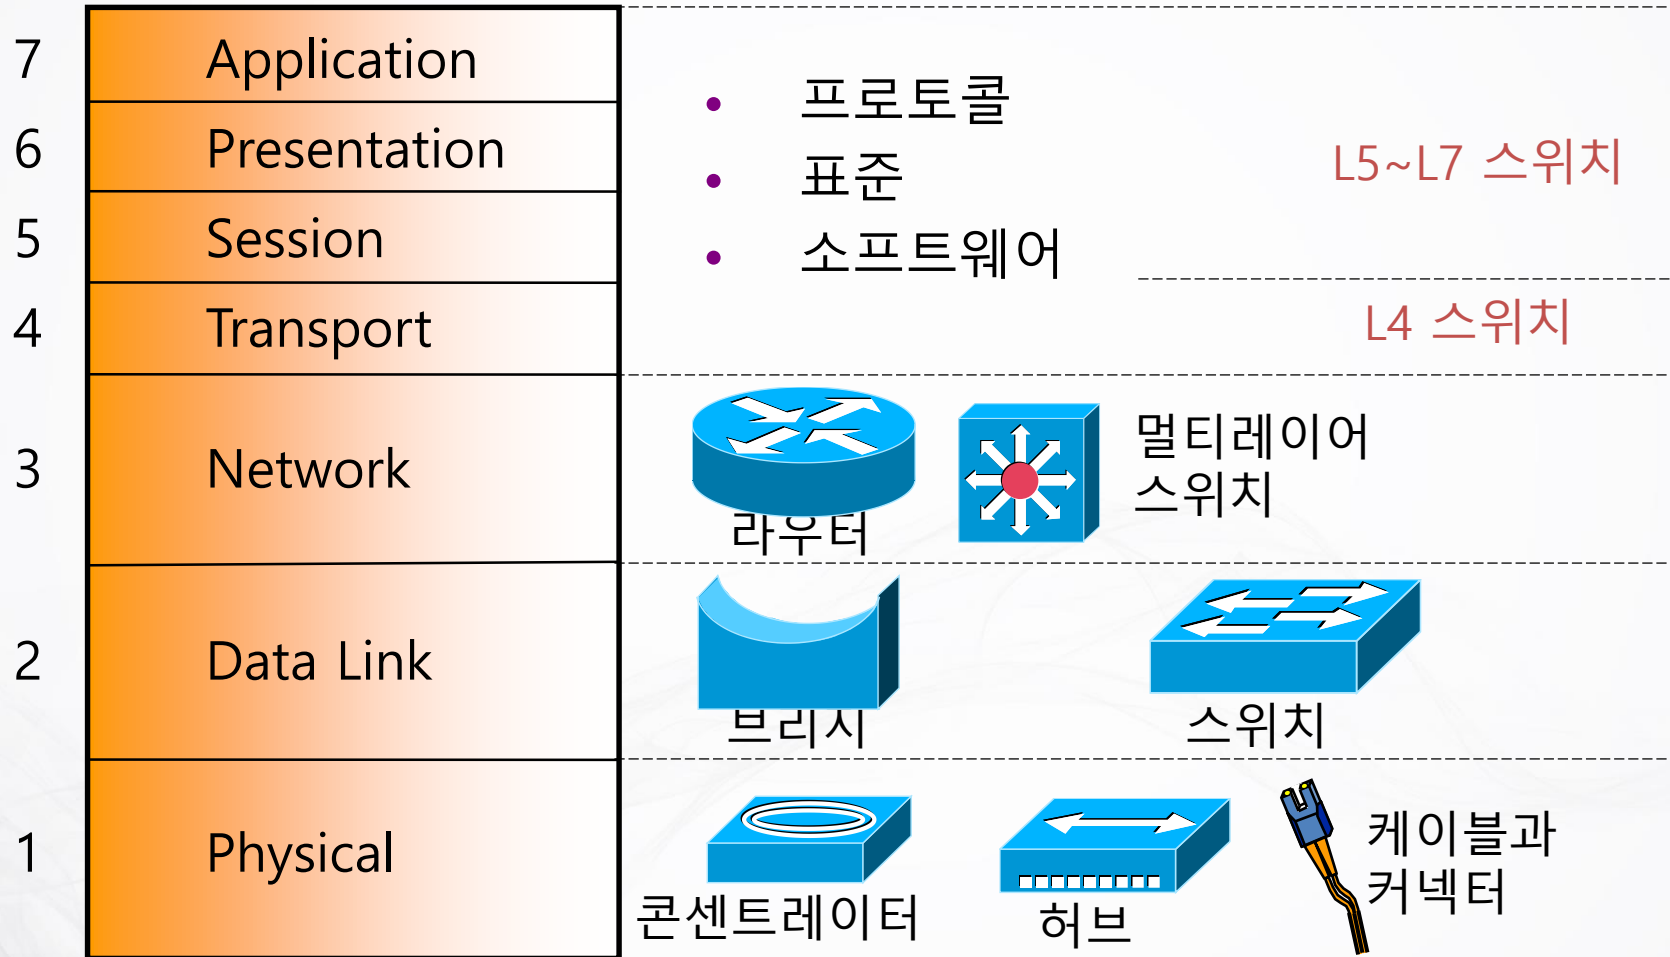 7 Application
6 Presentation
5 Session
4 Transport
3 Network
2 Data Link
1 Physical
• 프로토콜
• 표준
• 소프트웨어
L5~L7 스위치
L4 스위치
라우터
멀티레이어
스위치
브리지
스위치
콘센트레이터
허브
케이블과
커넥터